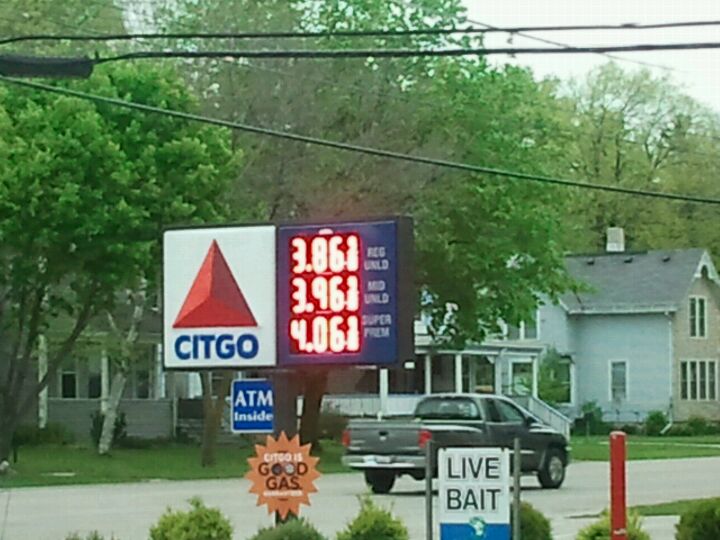 3.86 9/10 REG
UNLD
3.96 9/10 MID
UNLD
4.06 9/10 SUPER
PREM
CITGO
ATM
Inside
CITGO IS
GOOD
GAS
GUARANTEED
LIVE
BAIT